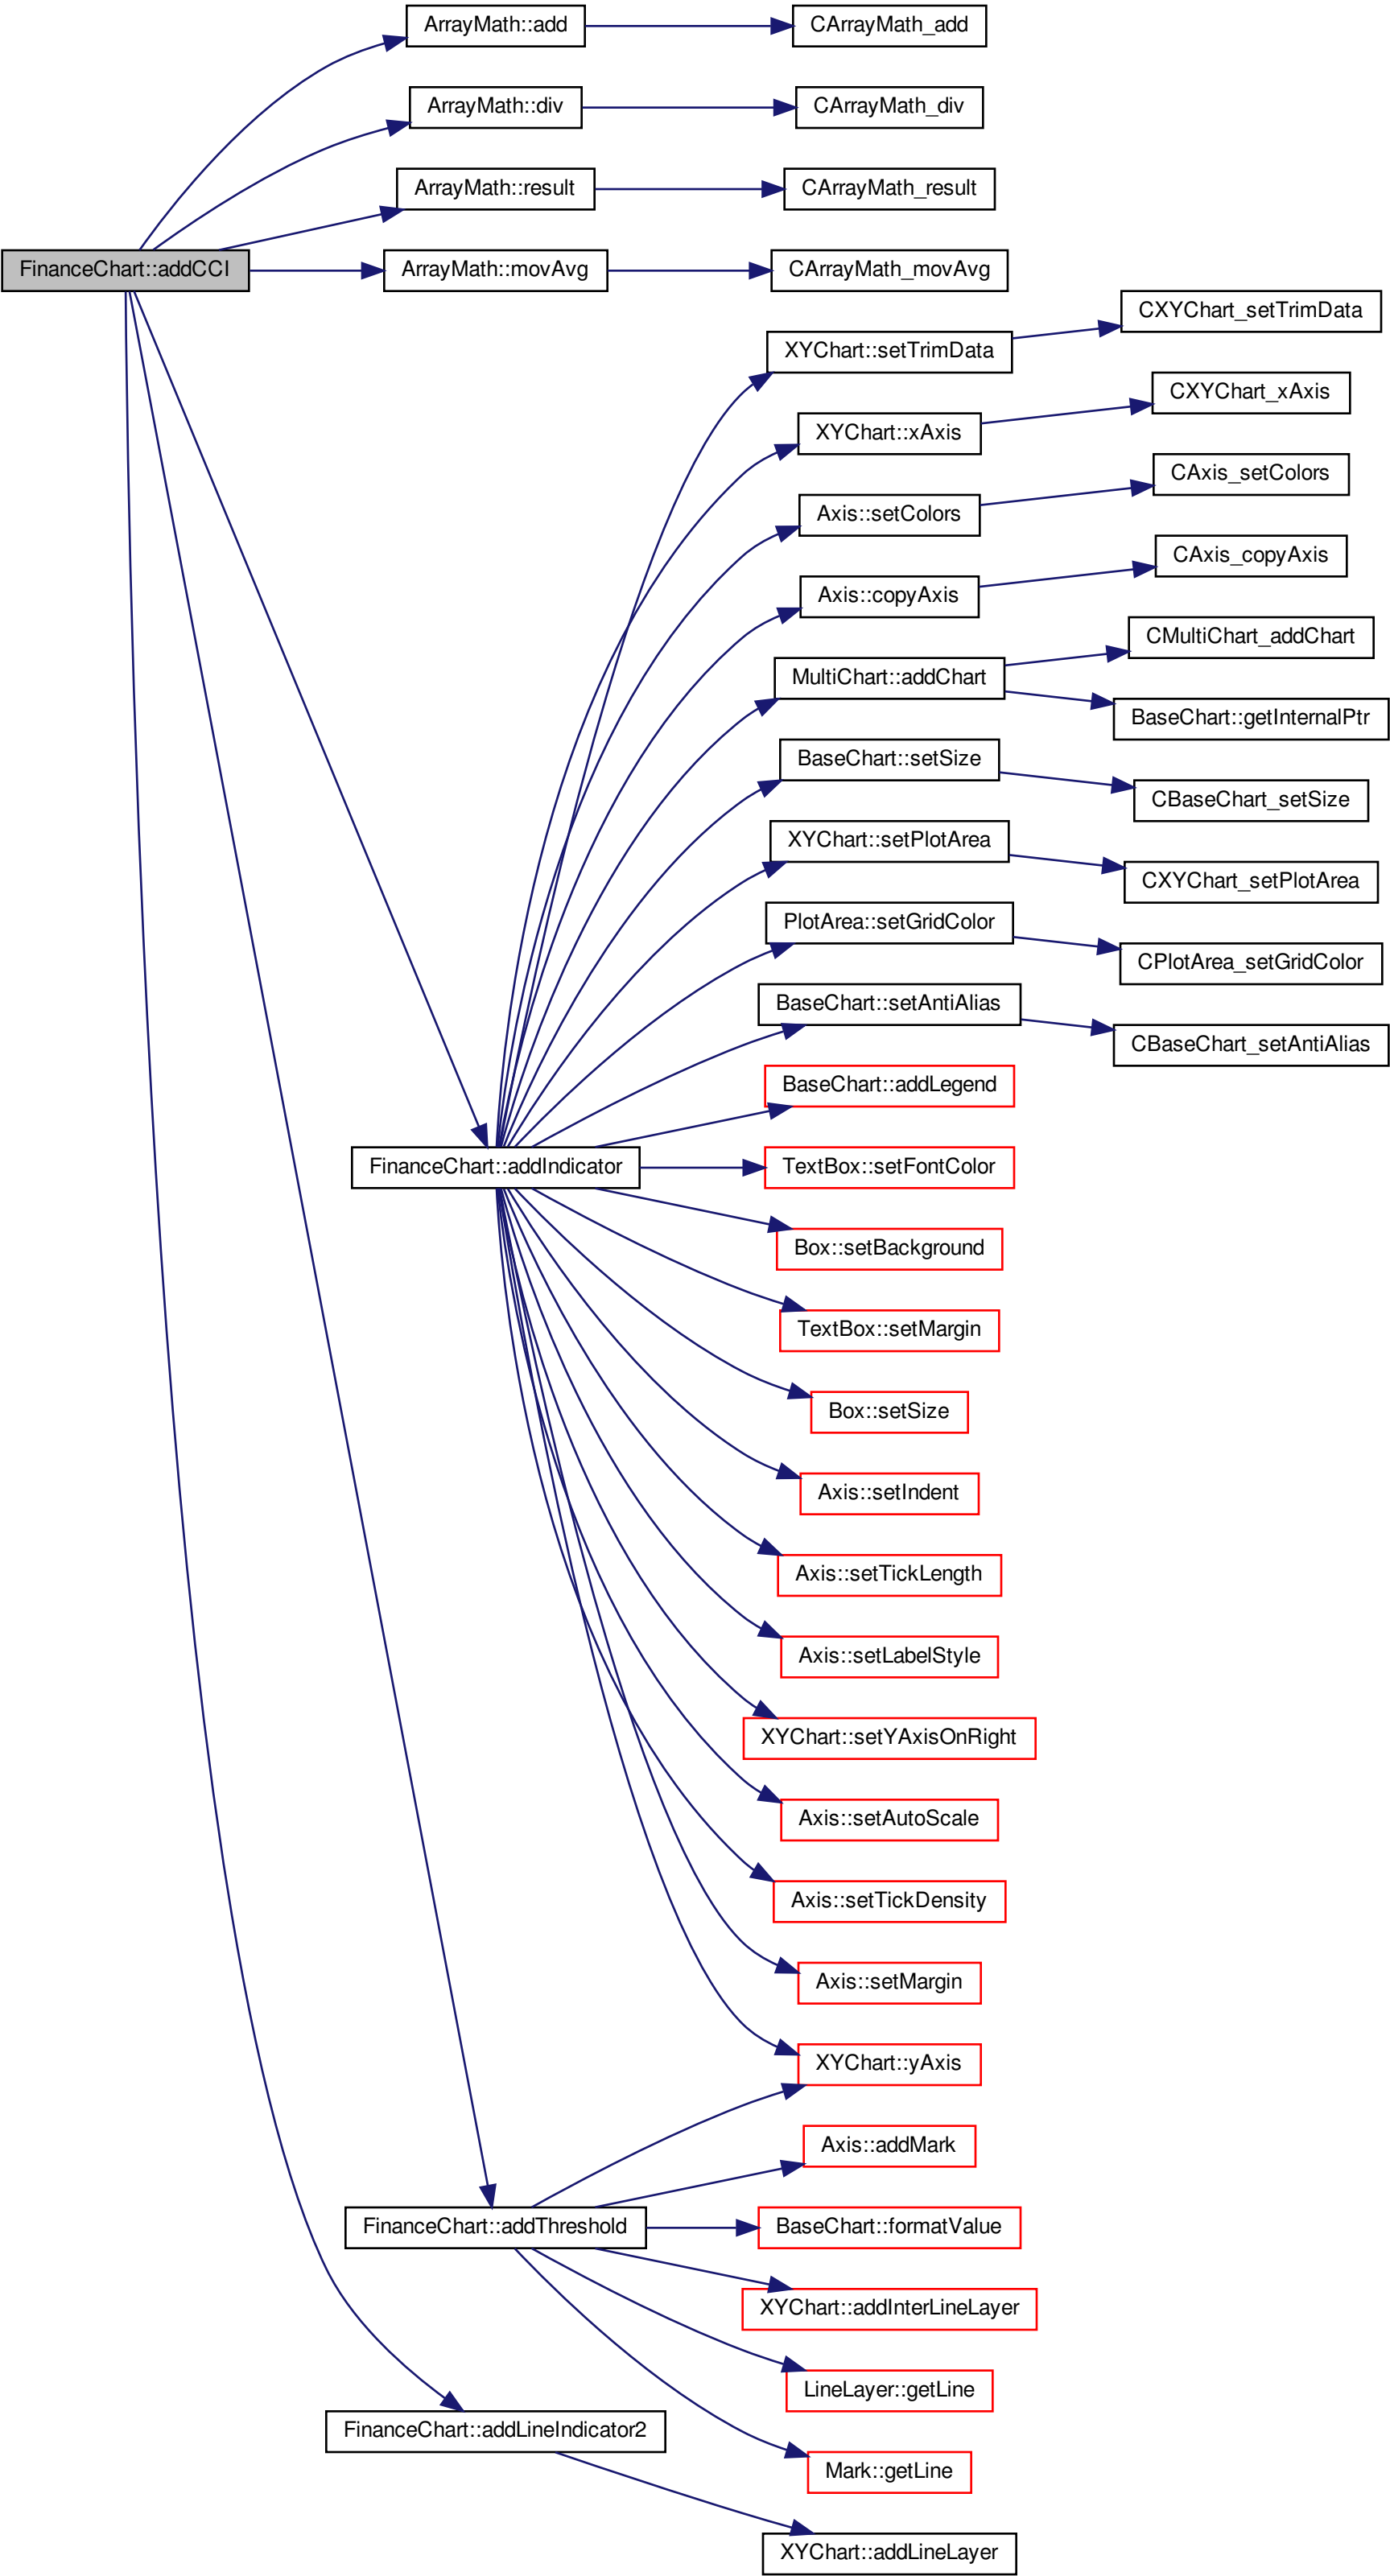 ArrayMath::add
CArrayMath_add
ArrayMath::div
CArrayMath_div
ArrayMath::result
CArrayMath_result
FinanceChart::addCCI
ArrayMath::movAvg
CArrayMath_movAvg
CXYChart_setTrimData
XYChart::setTrimData
CXYChart_xAxis
XYChart::xAxis
CAxis_setColors
Axis::setColors
CAxis_copyAxis
Axis::copyAxis
CMultiChart_addChart
MultiChart::addChart
BaseChart::getInternalPtr
BaseChart::setSize
CBaseChart_setSize
XYChart::setPlotArea
CXYChart_setPlotArea
PlotArea::setGridColor
CPlotArea_setGridColor
BaseChart::setAntiAlias
CBaseChart_setAntiAlias
BaseChart::addLegend
FinanceChart::addIndicator
TextBox::setFontColor
Box::setBackground
TextBox::setMargin
Box::setSize
Axis::setIndent
Axis::setTickLength
Axis::setLabelStyle
XYChart::setYAxisOnRight
Axis::setAutoScale
Axis::setTickDensity
Axis::setMargin
XYChart::yAxis
Axis::addMark
FinanceChart::addThreshold
BaseChart::formatValue
XYChart::addInterLineLayer
LineLayer::getLine
FinanceChart::addLineIndicator2
Mark::getLine
XYChart::addLineLayer